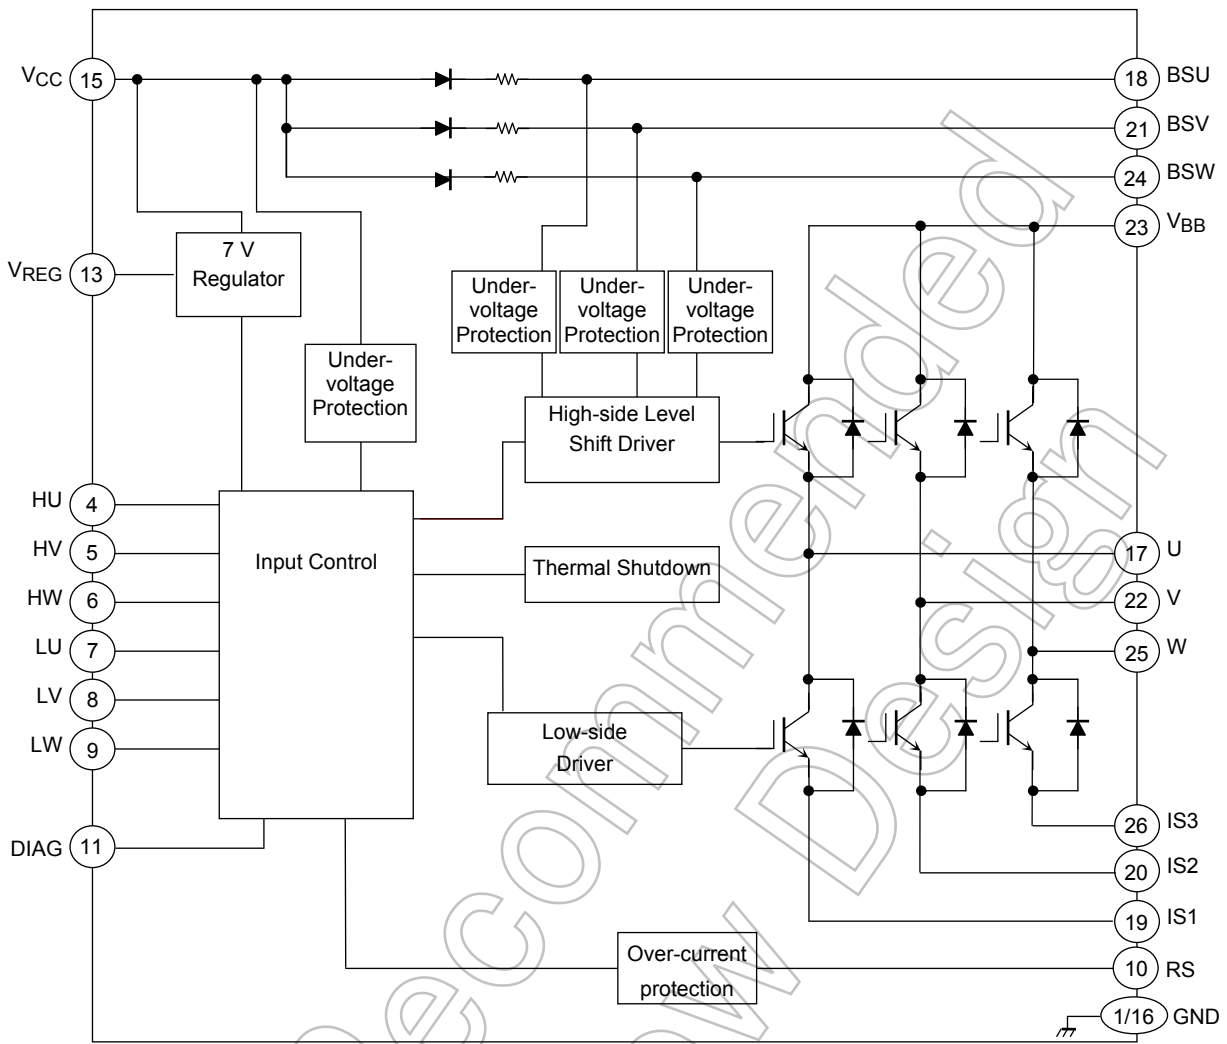 VCC 15
18 BSU
21 BSV
24 BSW
23 VBB
7 V
Regulator
VREG 13
Under-
voltage
Protection
Under-
voltage
Protection
Under-
voltage
Protection
Under-
voltage
Protection
High-side Level
Shift Driver
HU 4
HV 5
HW 6
LU 7
LV 8
LW 9
DIAG 11
Input Control
Thermal Shutdown
Low-side
Driver
17 U
22 V
25 W
26 IS3
20 IS2
19 IS1
Over-current
protection
10 RS
1/16 GND
Recommended
Design